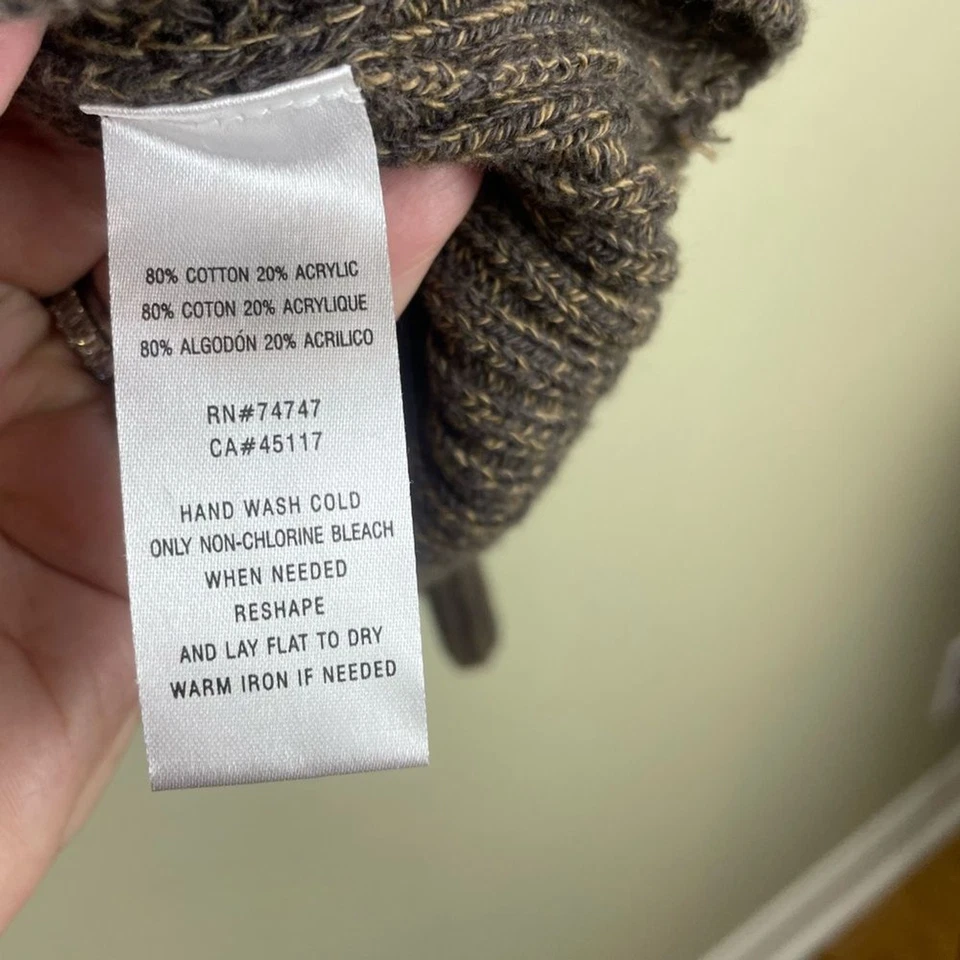 80% COTTON 20% ACRYLIC
80% COTON 20% ACRYLIQUE
80% ALGODÓN 20% ACRILICO
RN#74747
CA#45117
HAND WASH COLD
ONLY NON-CHLORINE BLEACH
WHEN NEEDED
RESHAPE
AND LAY FLAT TO DRY
WARM IRON IF NEEDED